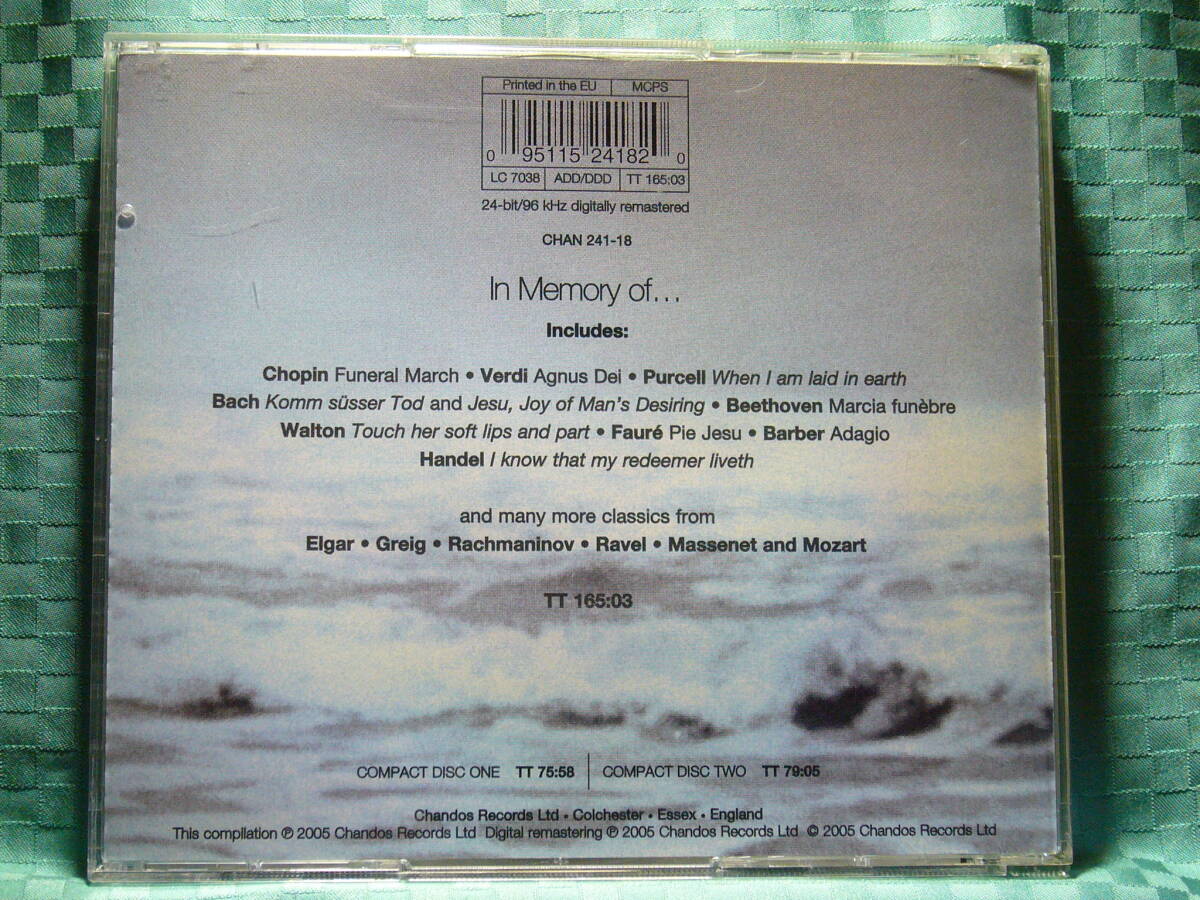 Printed in the EU MCPS
0 95115 24182 0
LC 7038 ADD/DDD TT 165:03
24-bit/96 kHz digitally remastered
CHAN 241-18
In Memory of...
Includes:
Chopin Funeral March • Verdi Agnus Dei • Purcell When I am laid in earth
Bach Komm süsser Tod and Jesu, Joy of Man's Desiring • Beethoven Marcia funèbre
Walton Touch her soft lips and part • Fauré Pie Jesu • Barber Adagio
Handel I know that my redeemer liveth
and many more classics from
Elgar • Greig • Rachmaninov • Ravel • Massenet and Mozart
TT 165:03
COMPACT DISC ONE TT 75:58 | COMPACT DISC TWO TT 79:05
Chandos Records Ltd • Colchester • Essex • England
This compilation ℗ 2005 Chandos Records Ltd Digital remastering ℗ 2005 Chandos Records Ltd © 2005 Chandos Records Ltd